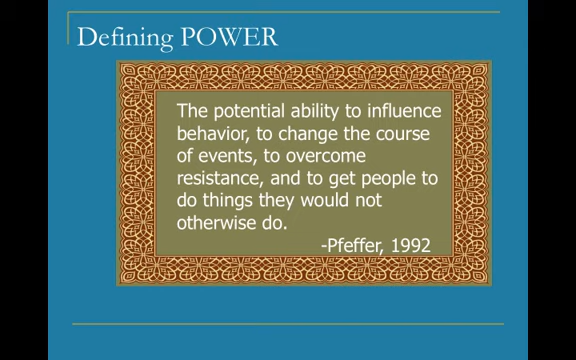 Defining POWER
The potential ability to influence
behavior, to change the course
of events, to overcome
resistance, and to get people to
do things they would not
otherwise do.
-Pfeffer, 1992